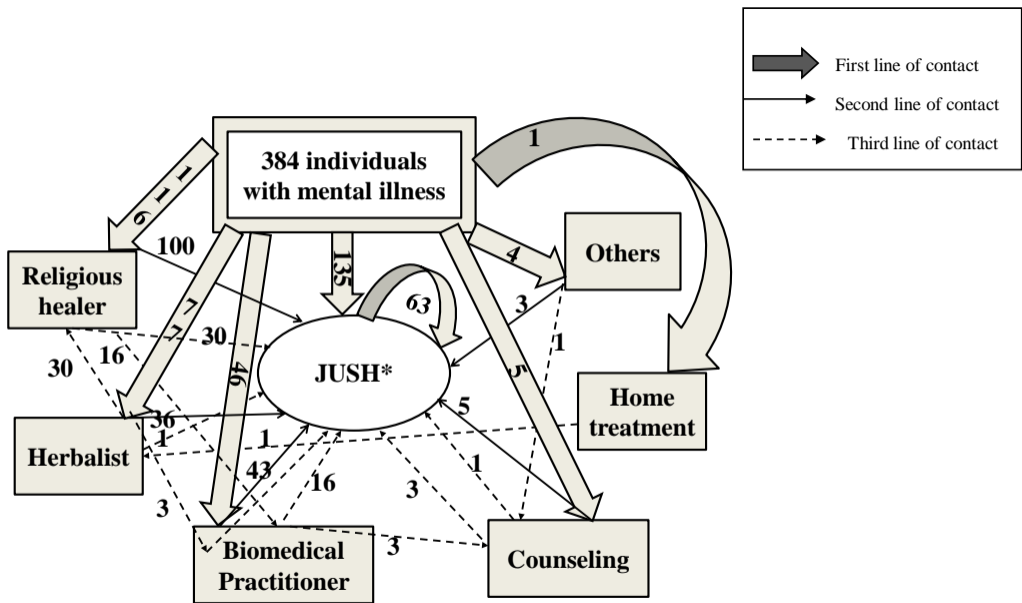 First line of contact
Second line of contact
Third line of contact
1
384 individuals
with mental illness
116
100
135
4
Others
Religious
healer
63
3
77
30
1
30
16
46
JUSH*
5
Home
treatment
36
5
1
1
Herbalist
43
1
16
3
3
3
Biomedical
Practitioner
Counseling